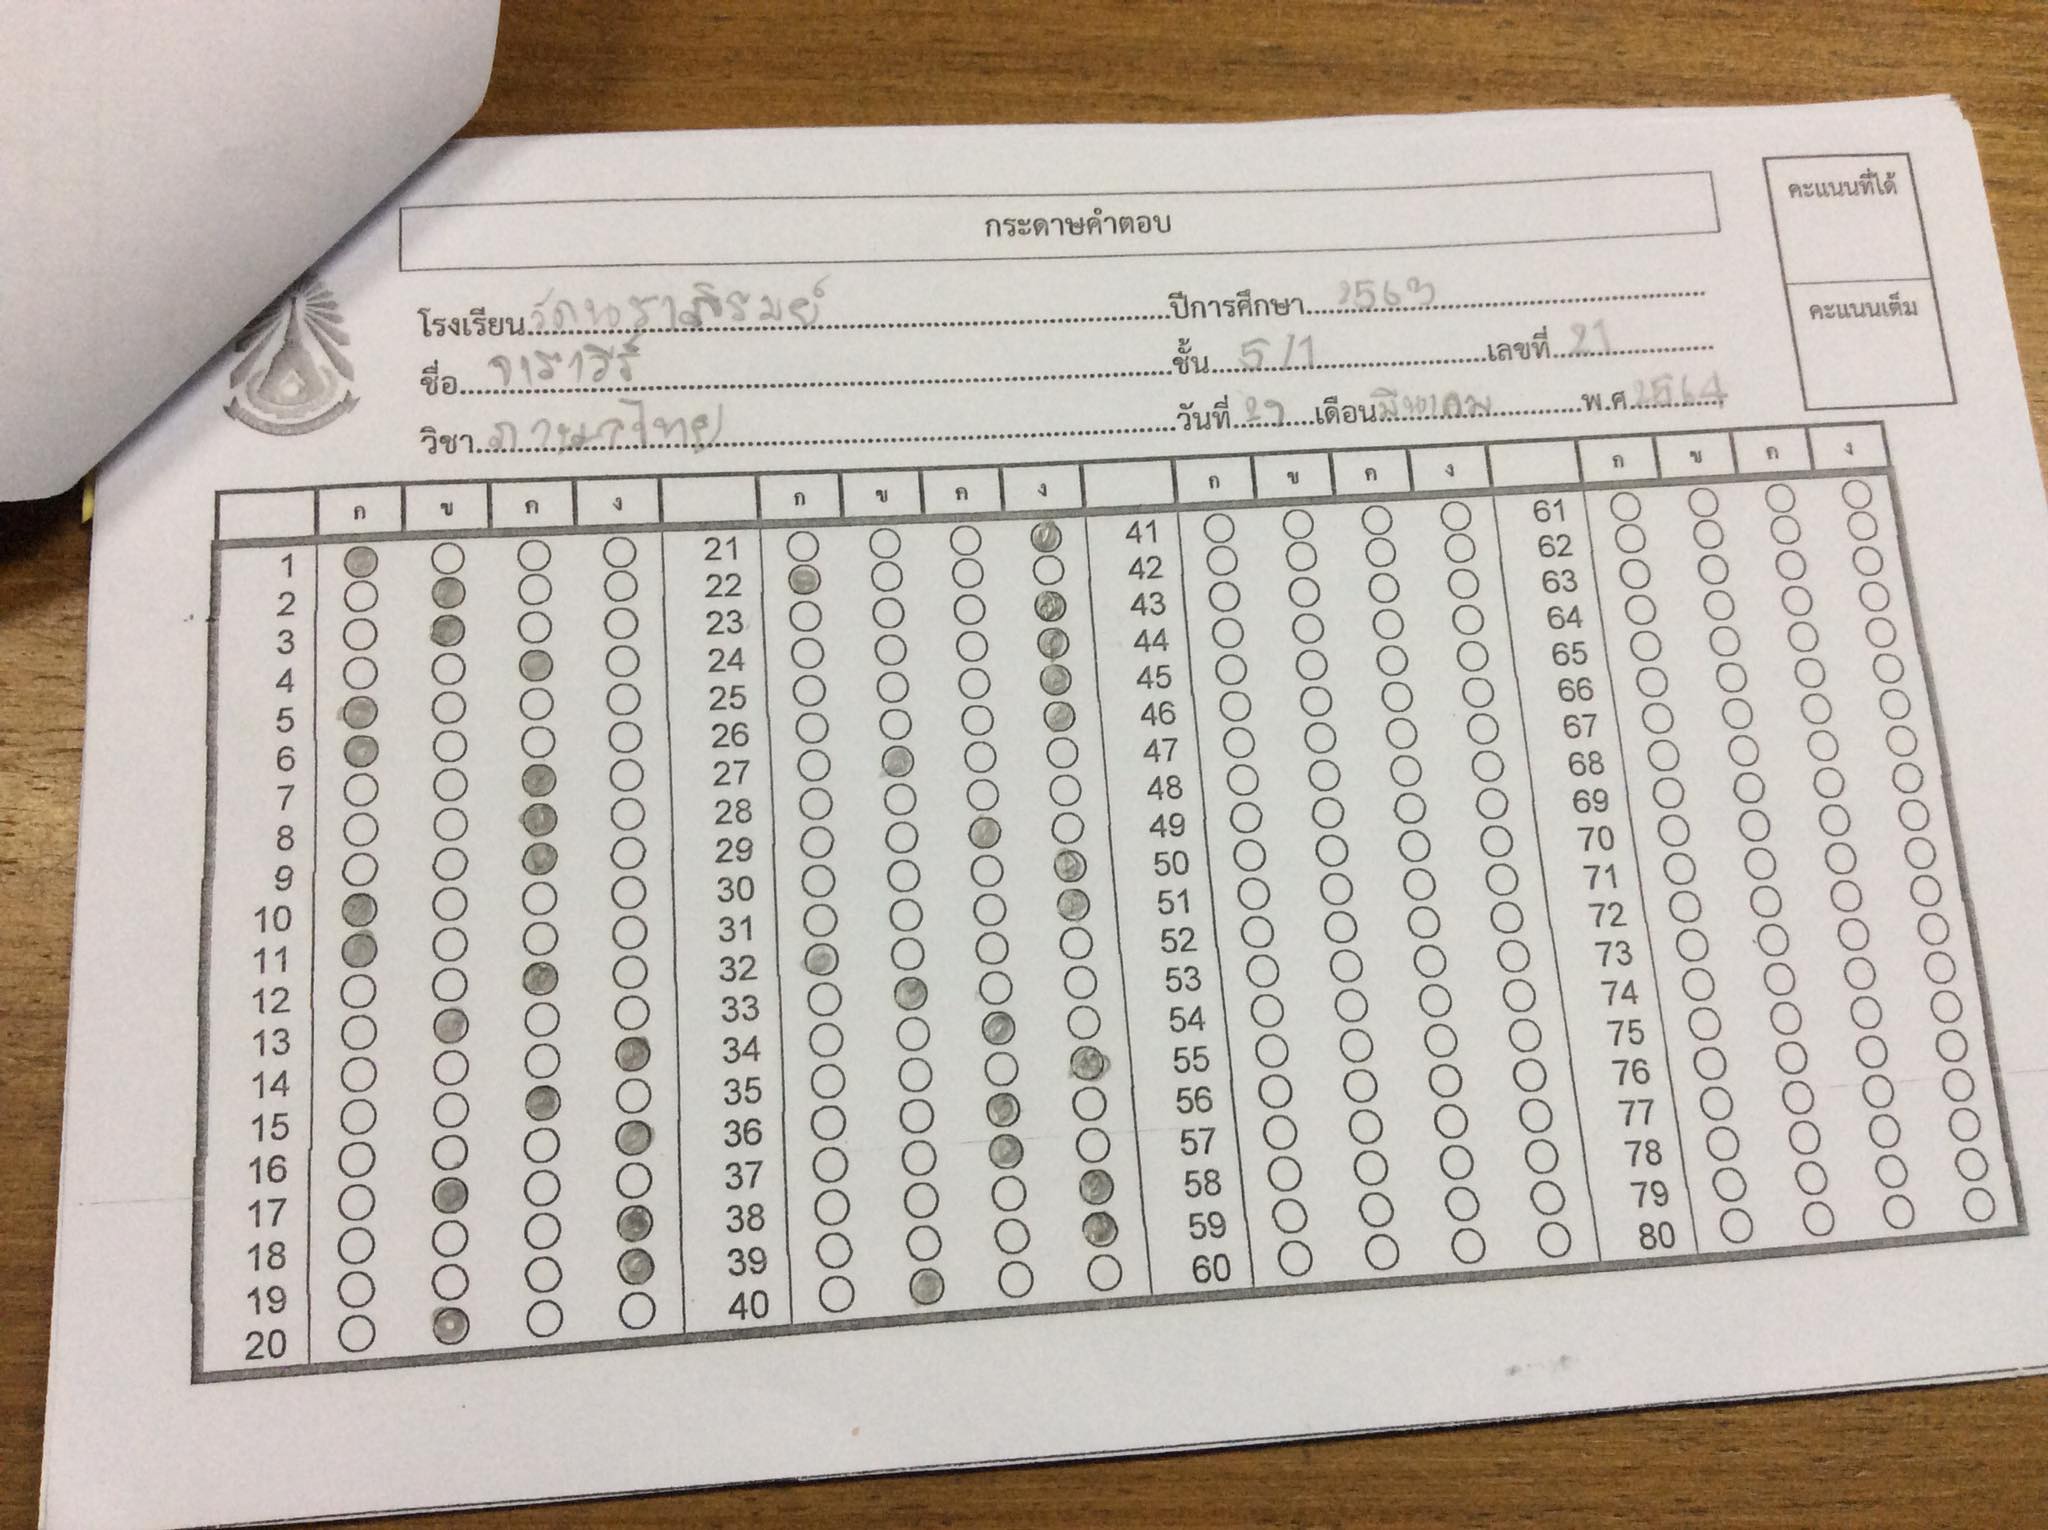 กระดาษคำตอบ
คะแนนที่ได้
คะแนนเต็ม
โรงเรียน วัดนราภิรมย์ ปีการศึกษา 2563
ชื่อ จารวีร์ ชั้น 5/1 เลขที่ 21
วิชา ภาษาไทย วันที่ 29 เดือน มีนาคม พ.ศ. 2564
ก ข ค ง ก ข ค ง ก ข ค ง ก ข ค ง
1 21 41 61
2 22 42 62
3 23 43 63
4 24 44 64
5 25 45 65
6 26 46 66
7 27 47 67
8 28 48 68
9 29 49 69
10 30 50 70
11 31 51 71
12 32 52 72
13 33 53 73
14 34 54 74
15 35 55 75
16 36 56 76
17 37 57 77
18 38 58 78
19 39 59 79
20 40 60 80